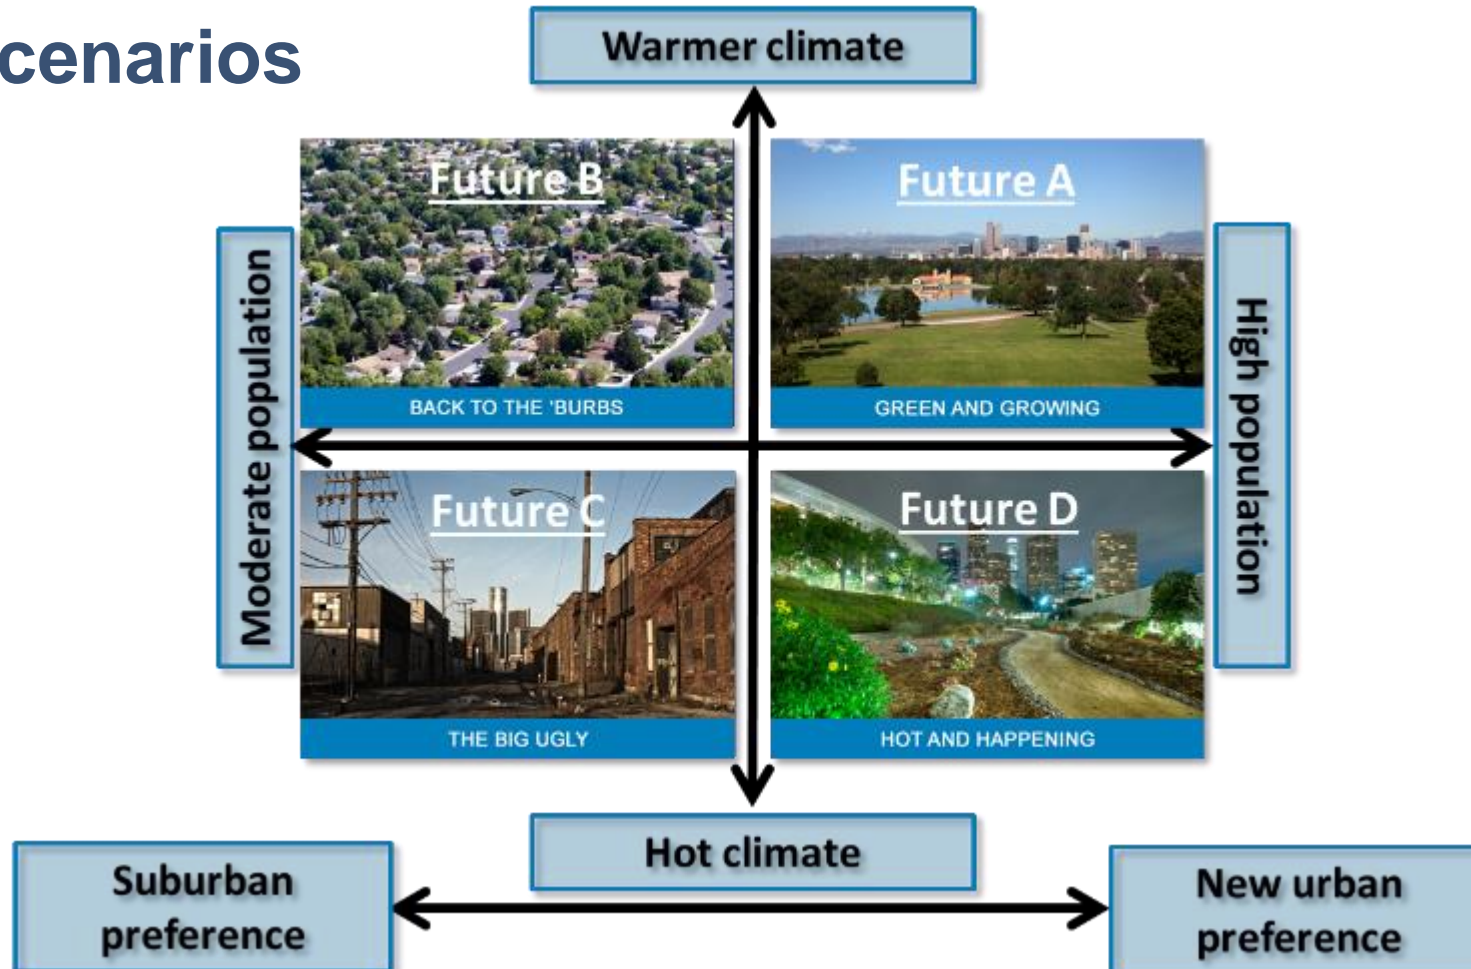 cenarios
Warmer climate
Future B
Future A
Moderate population
High population
BACK TO THE 'BURBS
GREEN AND GROWING
Future C
Future D
THE BIG UGLY
HOT AND HAPPENING
Hot climate
Suburban
preference
New urban
preference